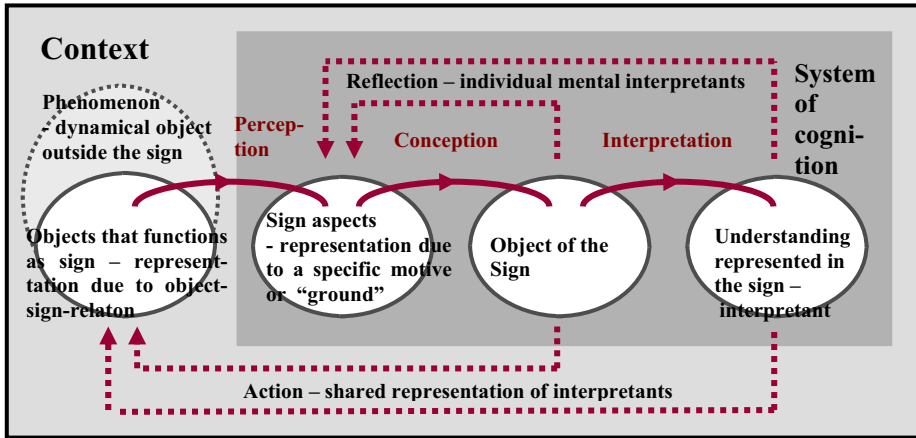 Context
System
of
cogni-
tion
Reflection – individual mental interpretants
Phenomenon
- dynamical object
outside the sign
Percep-
tion
Conception
Interpretation
Objects that functions
as sign – represent-
tation due to object-
sign-relaton
Sign aspects
- representation due
to a specific motive
or “ground”
Object of the
Sign
Understanding
represented in
the sign –
interpretant
Action – shared representation of interpretants